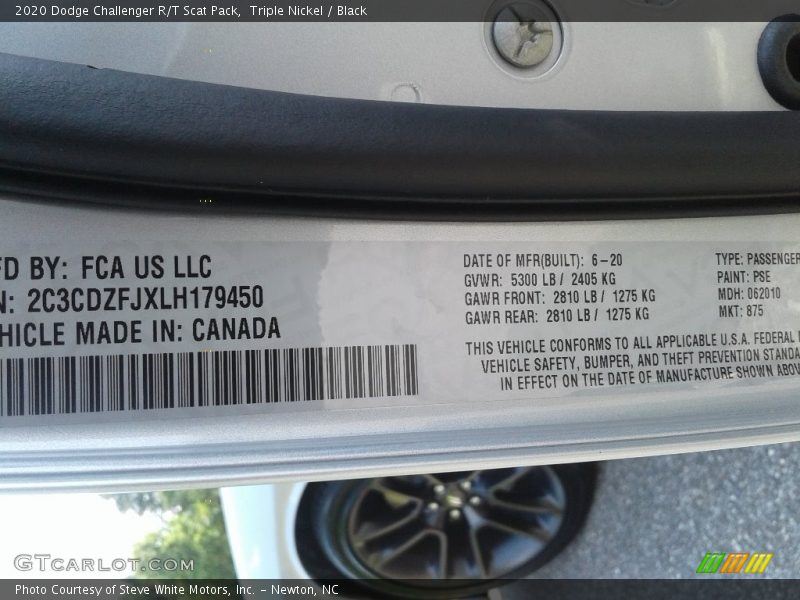 2020 Dodge Challenger R/T Scat Pack, Triple Nickel / Black
FD BY: FCA US LLC
N: 2C3CDZFJXLH179450
HICLE MADE IN: CANADA
DATE OF MFR(BUILT): 6-20
GVWR: 5300 LB / 2405 KG
GAWR FRONT: 2810 LB / 1275 KG
GAWR REAR: 2810 LB / 1275 KG
TYPE: PASSENGER
PAINT: PSE
MDH: 062010
MKT: 875
THIS VEHICLE CONFORMS TO ALL APPLICABLE U.S.A. FEDERAL
VEHICLE SAFETY, BUMPER, AND THEFT PREVENTION STANDA
IN EFFECT ON THE DATE OF MANUFACTURE SHOWN ABOV
GTCarLot.com
Photo Courtesy of Steve White Motors, Inc. - Newton, NC